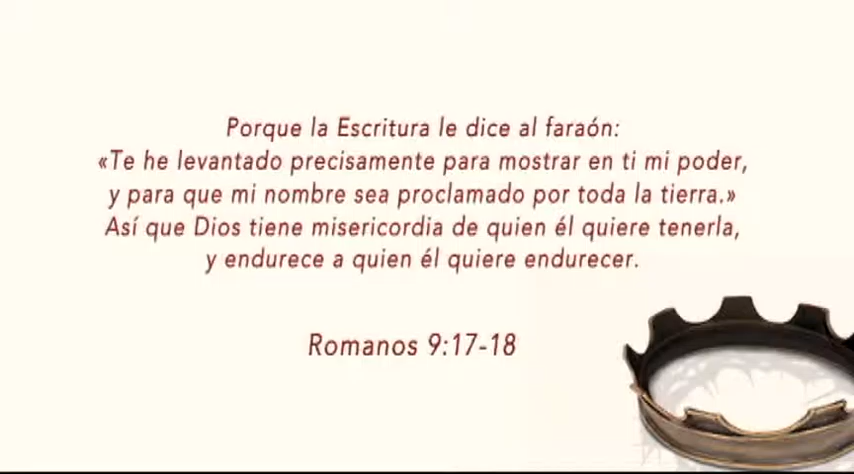 Porque la Escritura le dice al faraón:
«Te he levantado precisamente para mostrar en ti mi poder,
y para que mi nombre sea proclamado por toda la tierra.»
Así que Dios tiene misericordia de quien él quiere tenerla,
y endurece a quien él quiere endurecer.
Romanos 9:17-18